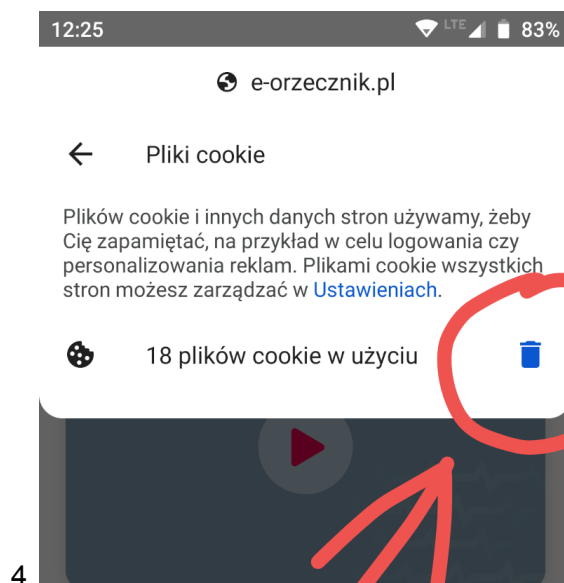 12:25 LTE 83%
e-orzecznik.pl
Pliki cookie
Plików cookie i innych danych stron używamy, żeby
Cię zapamiętać, na przykład w celu logowania czy
personalizowania reklam. Plikami cookie wszystkich
stron możesz zarządzać w Ustawieniach.
18 plików cookie w użyciu
4